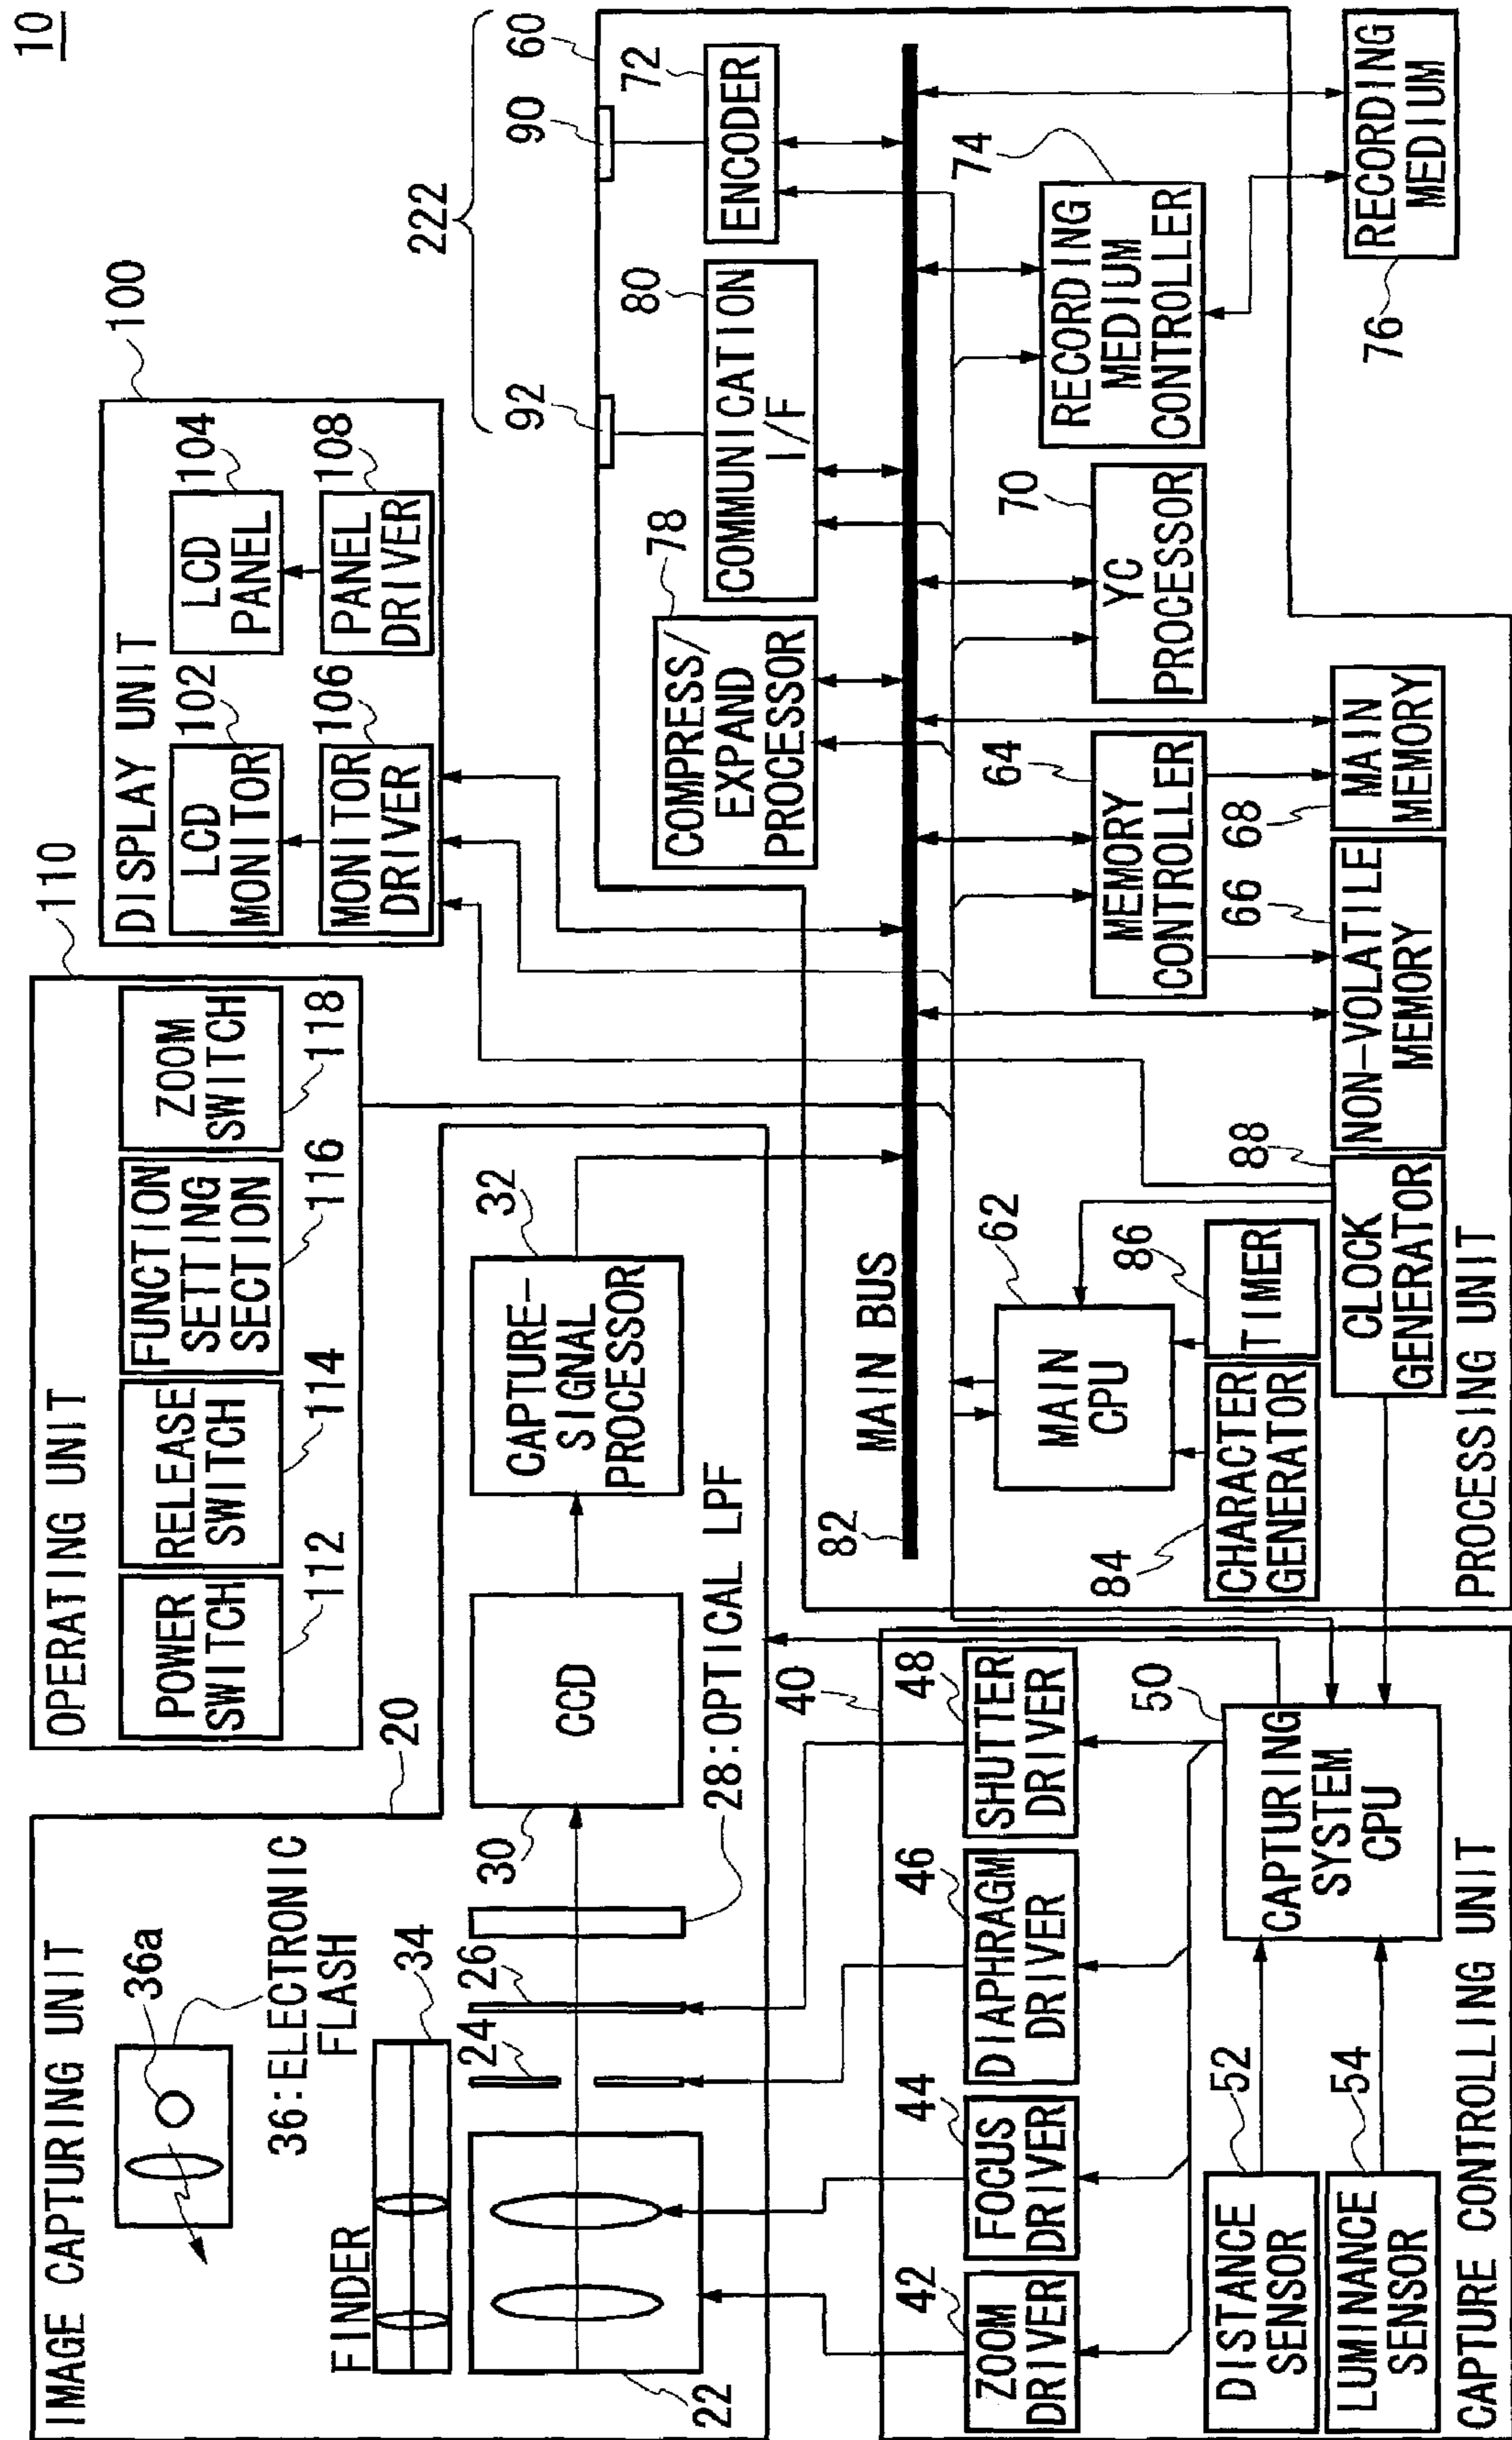 10
IMAGE CAPTURING UNIT
36a
36:ELECTRONIC
FLASH
FINDER
34
24
26
22
30
CCD
28:OPTICAL LPF
CAPTURE-
SIGNAL
PROCESSOR
32
20
OPERATING UNIT
110
POWER
SWITCH
112
RELEASE
SWITCH
114
FUNCTION
SETTING
SECTION
116
ZOOM
SWITCH
118
DISPLAY UNIT
100
LCD
MONITOR
102
LCD
PANEL
104
MONITOR
DRIVER
106
PANEL
DRIVER
108
222
92
90
60
COMPRESS/
EXPAND
PROCESSOR
78
COMMUNICATION
I/F
80
ENCODER
72
82
MAIN BUS
MAIN
CPU
62
CHARACTER
GENERATOR
84
TIMER
86
CLOCK
GENERATOR
88
MEMORY
CONTROLLER
64
NON-VOLATILE
MEMORY
66
MAIN
MEMORY
68
YC
PROCESSOR
70
RECORDING
MEDIUM
CONTROLLER
74
RECORDING
MEDIUM
76
PROCESSING UNIT
40
ZOOM
DRIVER
42
FOCUS
DRIVER
44
DIAPHRAGM
DRIVER
46
SHUTTER
DRIVER
48
DISTANCE
SENSOR
52
LUMINANCE
SENSOR
54
CAPTURING
SYSTEM
CPU
50
CAPTURE CONTROLLING UNIT